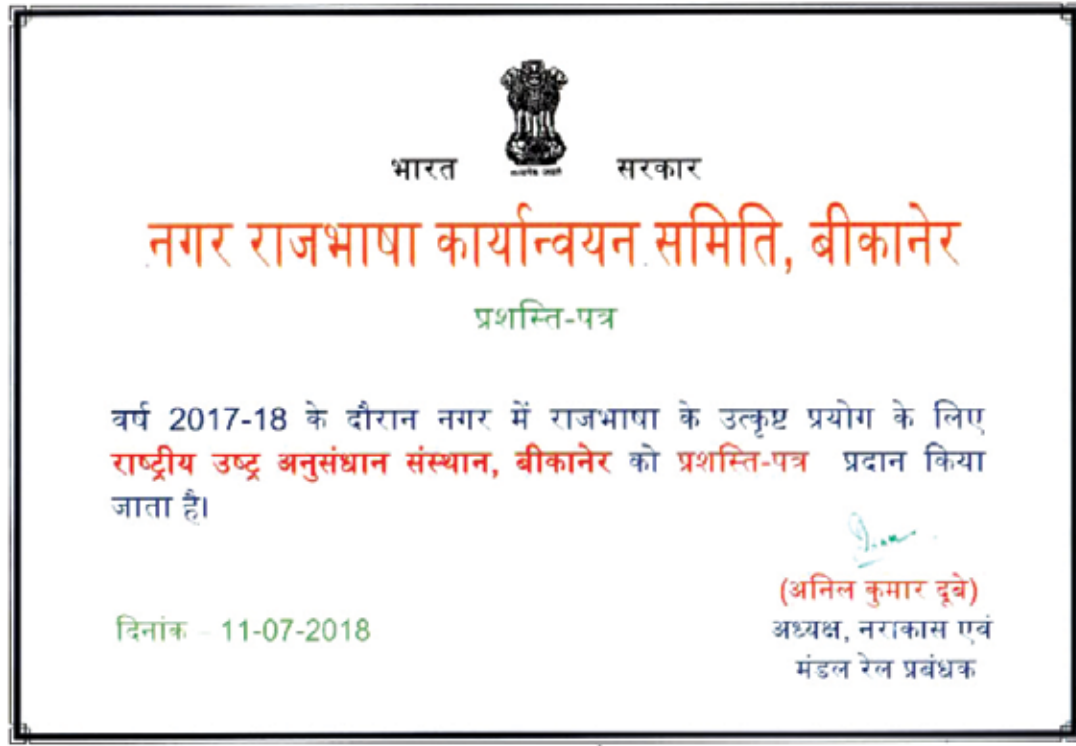 भारत सरकार
नगर राजभाषा कार्यान्वयन समिति, बीकानेर
प्रशस्ति-पत्र
वर्ष 2017-18 के दौरान नगर में राजभाषा के उत्कृष्ट प्रयोग के लिए
राष्ट्रीय उष्ट्र अनुसंधान संस्थान, बीकानेर को प्रशस्ति-पत्र प्रदान किया
जाता है।
(अनिल कुमार दूबे)
दिनांक - 11-07-2018
अध्यक्ष, नराकास एवं
मंडल रेल प्रबंधक